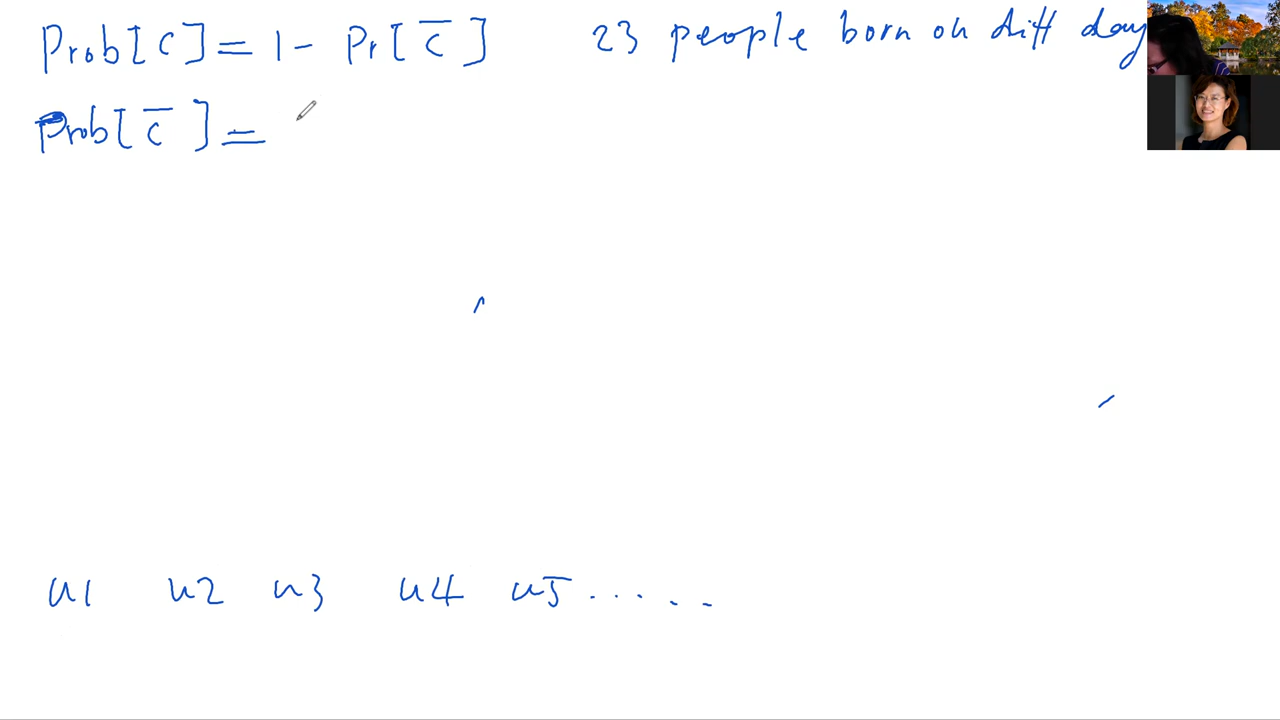 Prob[C] = 1 - Pr[C̅] 23 people born on diff day
Prob[C̅] =
u1 u2 u3 u4 u5 ......